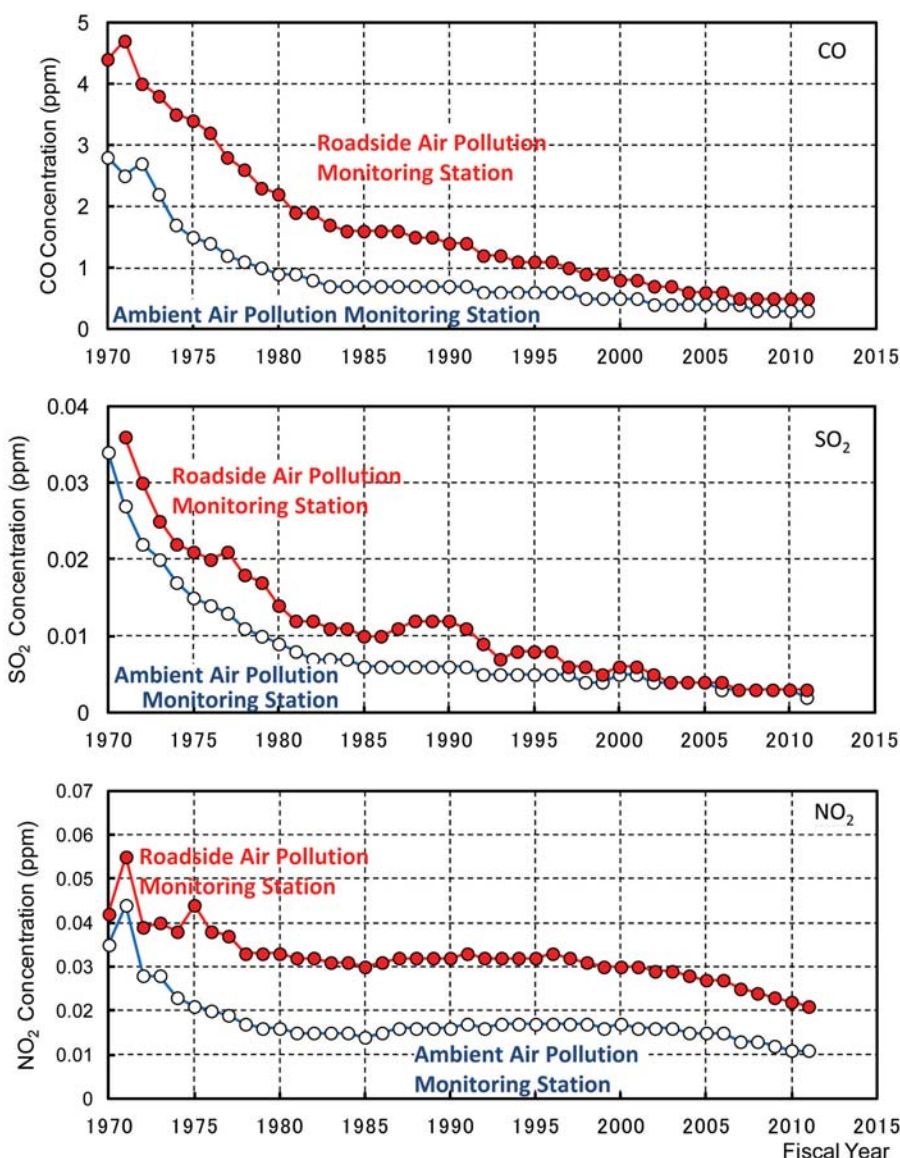 5
CO
4
3
Roadside Air Pollution
Monitoring Station
2
1
Ambient Air Pollution Monitoring Station
0
CO Concentration (ppm)
1970 1975 1980 1985 1990 1995 2000 2005 2010 2015
0.04
SO₂
0.03
Roadside Air Pollution
Monitoring Station
0.02
0.01
Ambient Air Pollution
Monitoring Station
0
SO₂ Concentration (ppm)
1970 1975 1980 1985 1990 1995 2000 2005 2010 2015
0.07
NO₂
0.06
Roadside Air Pollution
Monitoring Station
0.05
0.04
0.03
0.02
0.01
Ambient Air Pollution
Monitoring Station
0
NO₂ Concentration (ppm)
1970 1975 1980 1985 1990 1995 2000 2005 2010 2015
Fiscal Year